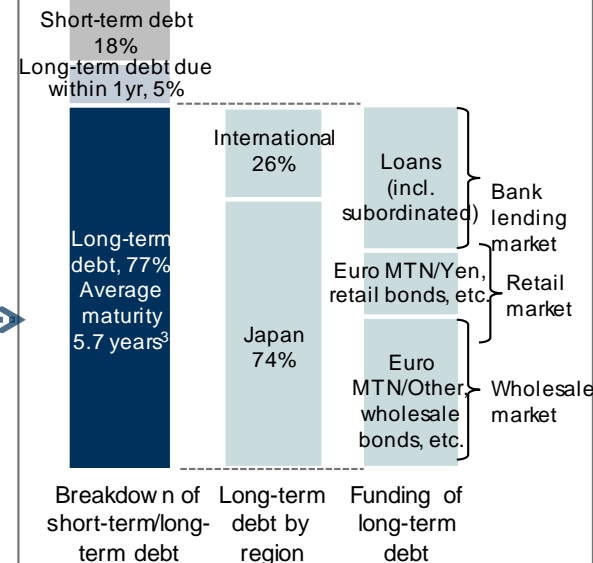 Short-term debt
18%
Long-term debt due
within 1yr, 5%
Long-term
debt, 77%
Average
maturity
5.7 years3
International
26%
Japan
74%
Loans
(incl.
subordinated)
Euro MTN/Yen,
retail bonds, etc.
Euro
MTN/Other,
wholesale
bonds, etc.
Bank
lending
market
Retail
market
Wholesale
market
Breakdown of
short-term/long-
term debt
Long-term
debt by
region
Funding of
long-term
debt